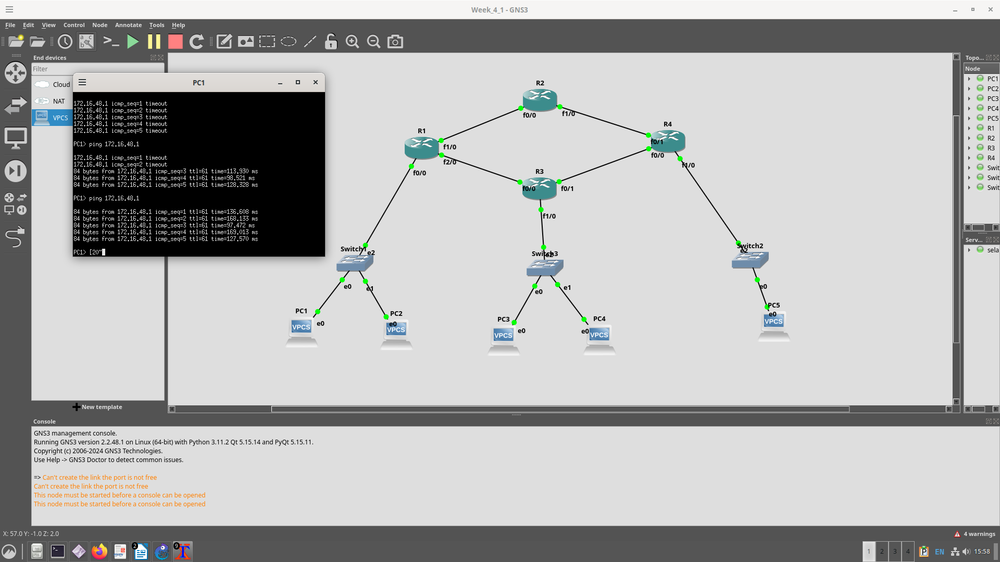 Week_4_1 - GNS3
File Edit View Control Node Annotate Tools Help
End devices
Filter
Cloud
NAT
VPCS
New template
PC1
172.16.48.1 icmp_seq=1 timeout
172.16.48.1 icmp_seq=2 timeout
172.16.48.1 icmp_seq=3 timeout
172.16.48.1 icmp_seq=4 timeout
172.16.48.1 icmp_seq=5 timeout
PC1> ping 172.16.48.1
172.16.48.1 icmp_seq=1 timeout
172.16.48.1 icmp_seq=2 timeout
84 bytes from 172.16.48.1 icmp_seq=3 ttl=61 time=113.930 ms
84 bytes from 172.16.48.1 icmp_seq=4 ttl=61 time=98.521 ms
84 bytes from 172.16.48.1 icmp_seq=5 ttl=61 time=128.328 ms
PC1> ping 172.16.48.1
84 bytes from 172.16.48.1 icmp_seq=1 ttl=61 time=136.608 ms
84 bytes from 172.16.48.1 icmp_seq=2 ttl=61 time=168.133 ms
84 bytes from 172.16.48.1 icmp_seq=3 ttl=61 time=97.472 ms
84 bytes from 172.16.48.1 icmp_seq=4 ttl=61 time=169.013 ms
84 bytes from 172.16.48.1 icmp_seq=5 ttl=61 time=127.570 ms
PC1> [20~
R2
f0/0
f1/0
R1
f1/0
f2/0
f0/0
R4
f0/1
f0/0
f1/0
R3
f0/0
f0/1
f1/0
Switch1
e2
e0
e1
Switch3
e2
e0
e1
Switch2
e2
e0
PC1
e0
VPCS
PC2
e0
VPCS
PC3
e0
VPCS
PC4
e0
VPCS
PC5
e0
VPCS
Topo...
Node
PC1
PC2
PC3
PC4
PC5
R1
R2
R3
R4
Swit
Swit
Swit
Serv...
sela
Console
GNS3 management console.
Running GNS3 version 2.2.48.1 on Linux (64-bit) with Python 3.11.2 Qt 5.15.14 and PyQt 5.15.11.
Copyright (c) 2006-2024 GNS3 Technologies.
Use Help -> GNS3 Doctor to detect common issues.
=> Can't create the link the port is not free
Can't create the link the port is not free
This node must be started before a console can be opened
This node must be started before a console can be opened
X: 57.0 Y: -1.0 Z: 2.0
4 warnings
2
9
1 2 3 4
EN
15:58